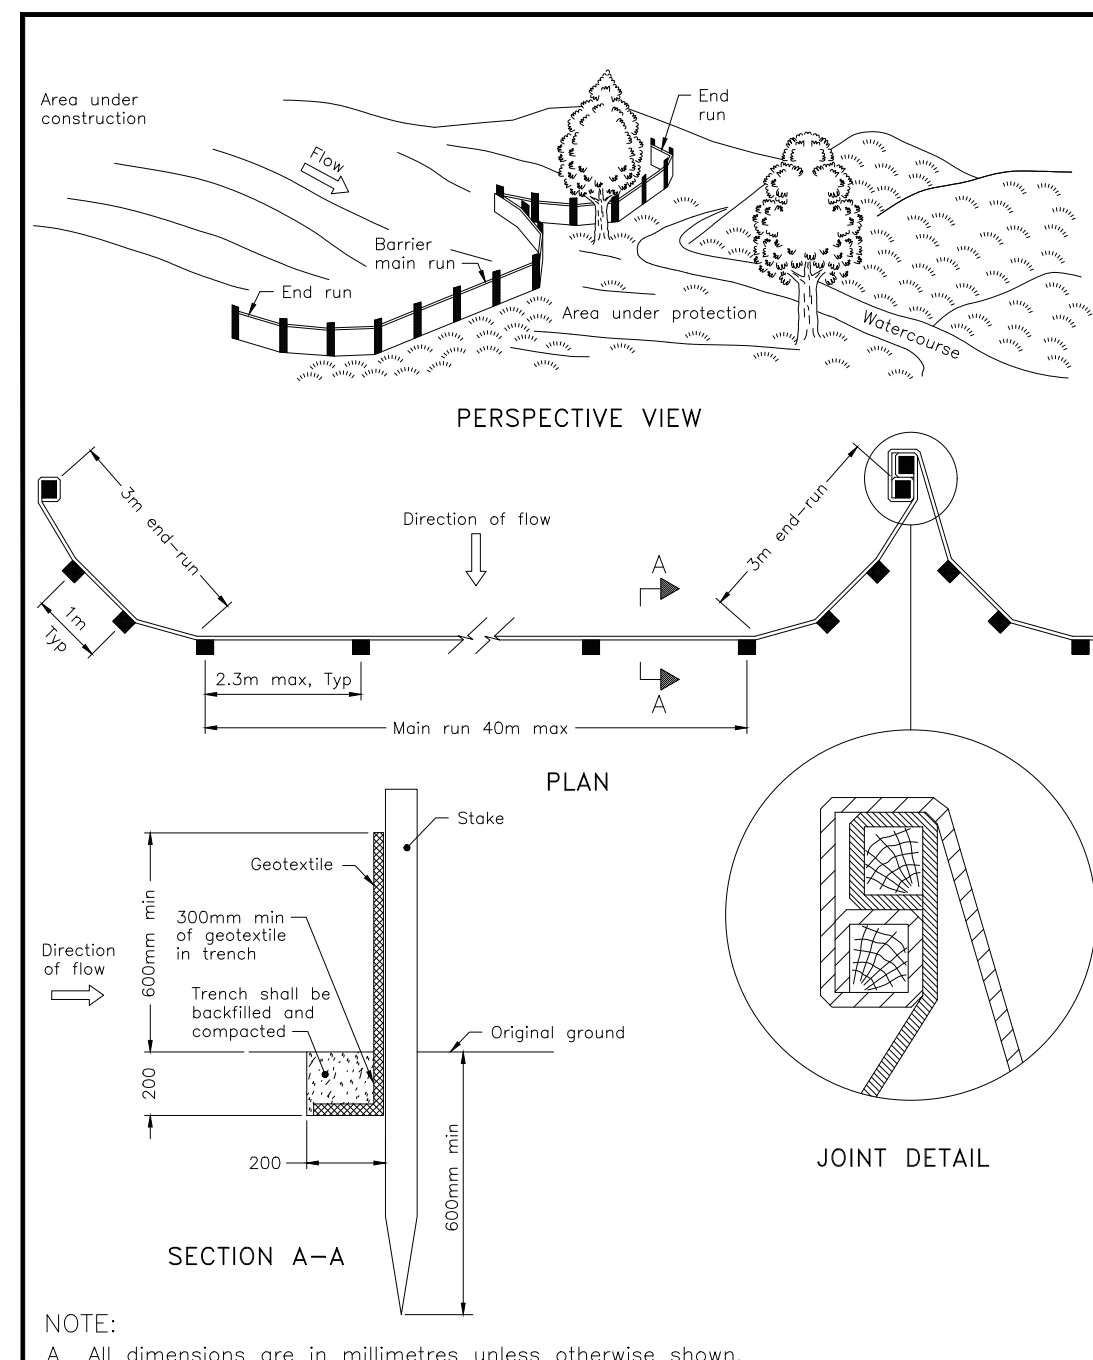 Area under
construction
End
run
Flow
Barrier
main run
End run
Area under protection
Watercourse
PERSPECTIVE VIEW
3m end-run
Direction of flow
3m end-run
A
1m
Typ
2.3m max, Typ
A
Main run 40m max
PLAN
Stake
Geotextile
600mm min
300mm min
of geotextile
in trench
Direction
of flow
Trench shall be
backfilled and
compacted
Original ground
200
600mm min
200
JOINT DETAIL
SECTION A-A
NOTE:
A All dimensions are in millimetres unless otherwise shown.